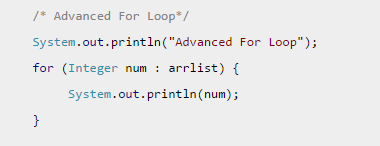 /* Advanced For Loop*/
System.out.println("Advanced For Loop");
for (Integer num : arrlist) {
     System.out.println(num);
}